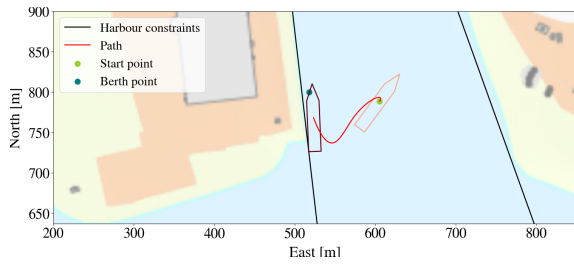 900
850
800
750
700
650
North [m]
Harbour constraints
Path
Start point
Berth point
200
300
400
500
600
700
800
East [m]